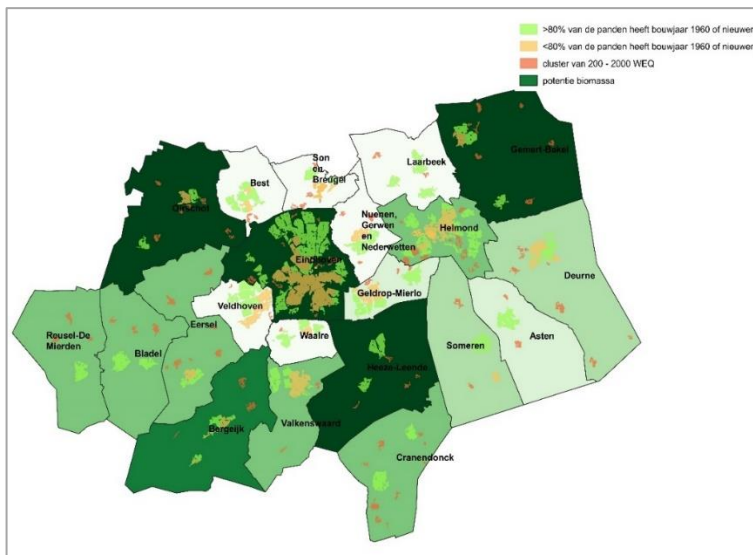 >80% van de panden heeft bouwjaar 1960 of nieuwer
<80% van de panden heeft bouwjaar 1960 of nieuwer
cluster van 200 - 2000 WEQ
potentie biomassa
Gemert-Bakel
Laarbeek
Son
en
Breugel
Best
Oirschot
Nuenen,
Gerwen
en
Nederwetten
Helmond
Eindhoven
Deurne
Geldrop-Mierlo
Veldhoven
Eersel
Reusel-De
Mierden
Bladel
Waalre
Someren
Asten
Heeze-Leende
Bergeijk
Valkenswaard
Cranendonck